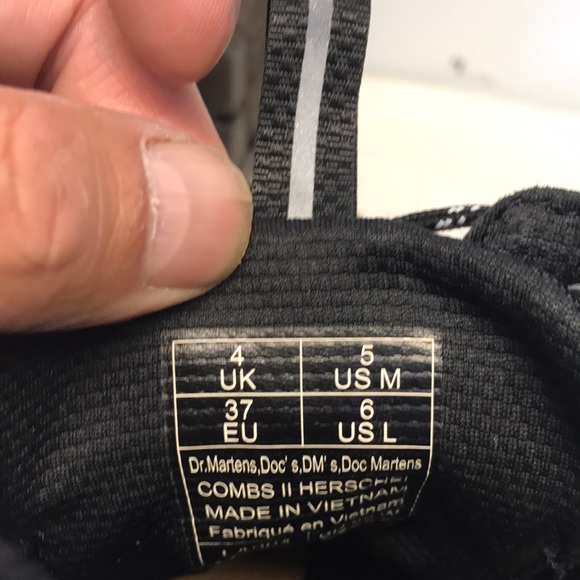 4 5
UK US M
37 6
EU US L
Dr.Martens,Doc' s,DM' s,Doc Martens
COMBS II HERSCHEL
MADE IN VIETNAM
Fabriqué en Vietnam